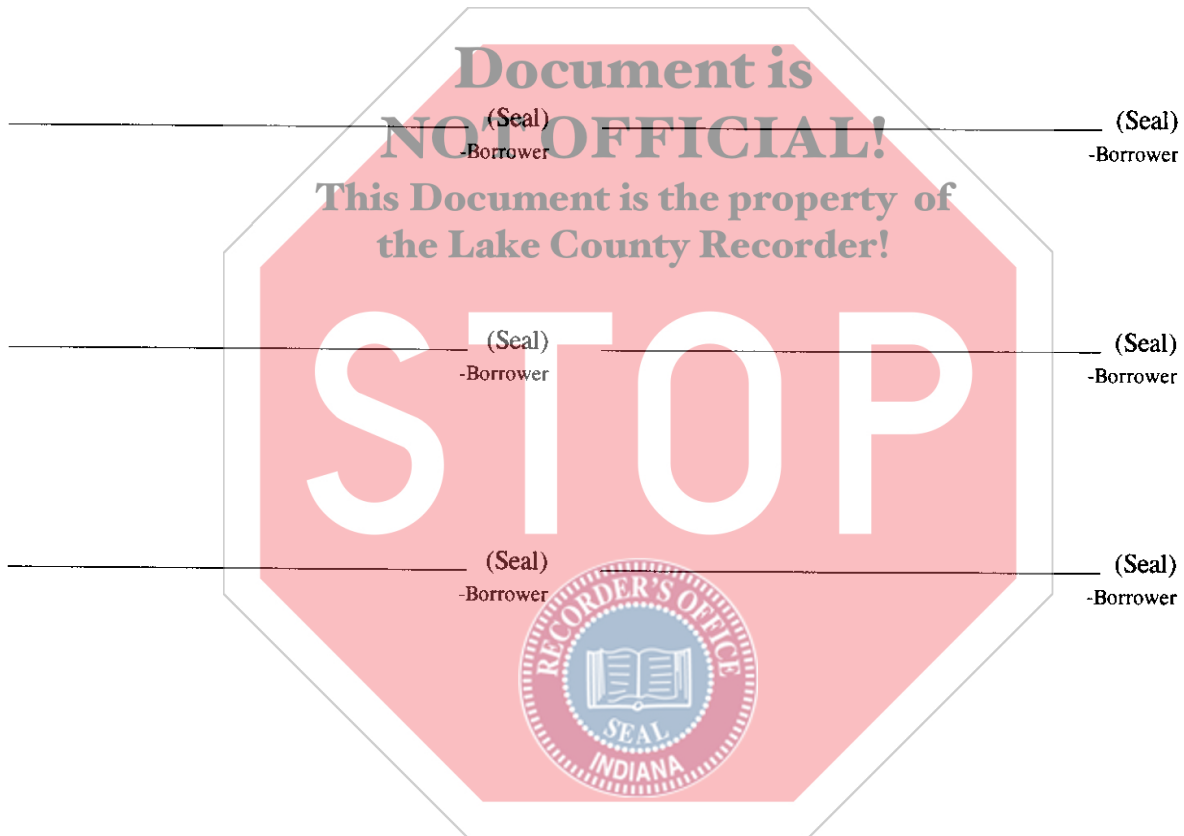 Document is
(Seal) (Seal)
NOT OFFICIAL!
-Borrower -Borrower
This Document is the property of
the Lake County Recorder!
(Seal) (Seal)
-Borrower -Borrower
STOP
(Seal) (Seal)
-Borrower -Borrower
RECORDER'S OFFICE
SEAL
INDIANA